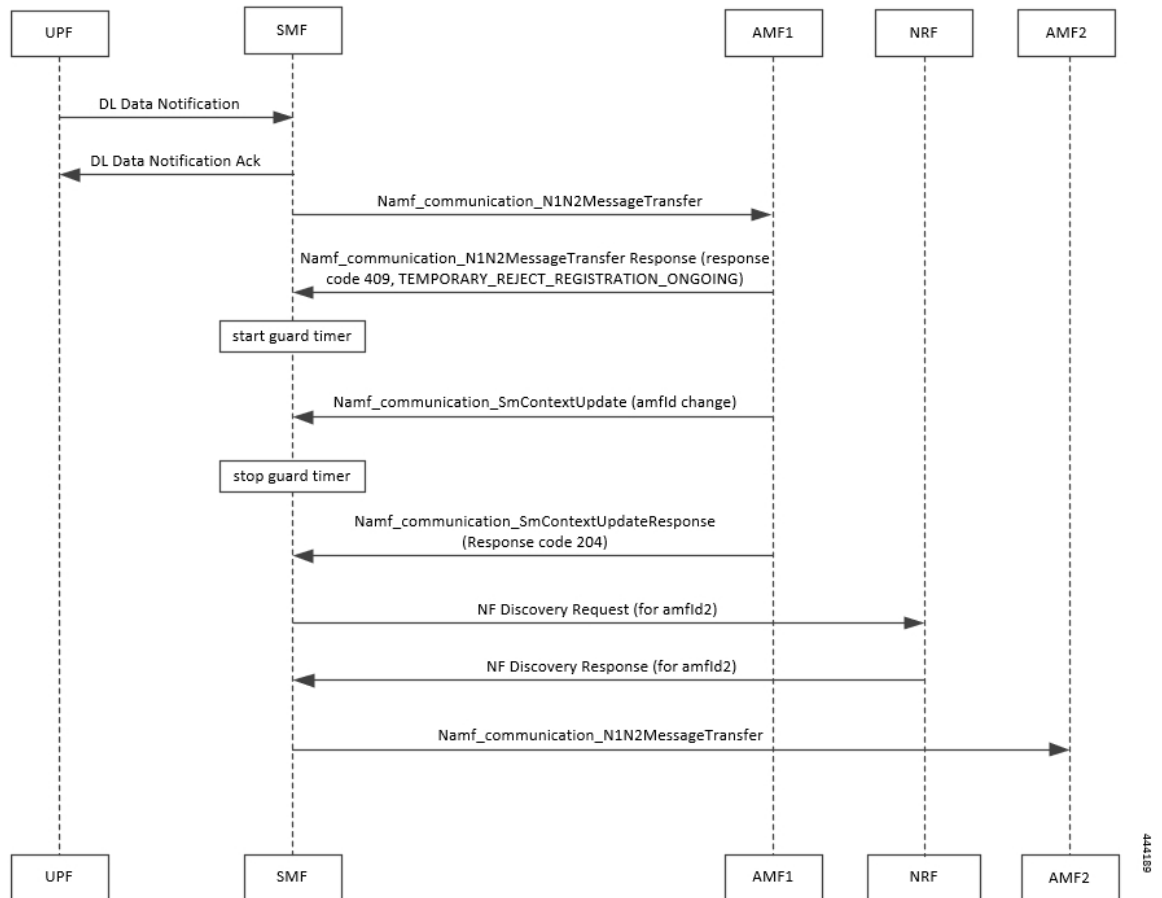 UPF
SMF
AMF1
NRF
AMF2
DL Data Notification
DL Data Notification Ack
Namf_communication_N1N2MessageTransfer
Namf_communication_N1N2MessageTransfer Response (response
code 409, TEMPORARY_REJECT_REGISTRATION_ONGOING)
start guard timer
Namf_communication_SmContextUpdate (amfId change)
stop guard timer
Namf_communication_SmContextUpdateResponse
(Response code 204)
NF Discovery Request (for amfId2)
NF Discovery Response (for amfId2)
Namf_communication_N1N2MessageTransfer
UPF
SMF
AMF1
NRF
AMF2
444189